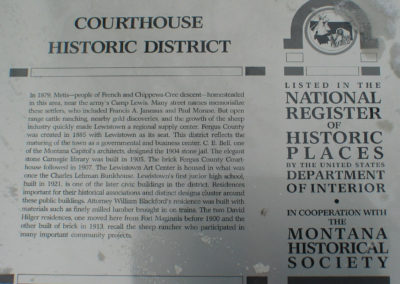 COURTHOUSE
HISTORIC DISTRICT
In 1879, Metis—people of French and Chippewa-Cree descent—homesteaded
in this area, near the army's Camp Lewis. Many street names memorialize
these settlers, who included Francis A. Janeaux and Paul Morase. But open
range cattle ranching, nearby gold discoveries, and the growth of the sheep
industry quickly made Lewistown a regional supply center. Fergus County
was created in 1885 with Lewistown as its seat. This district reflects the
maturing of the town as a governmental and business center. C. E. Bell, one
of the Montana Capitol's architects, designed the 1904 stone jail. The elegant
stone Carnegie library was built in 1905. The brick Fergus County Court-
house followed in 1907. The Lewistown Art Center is housed in what was
once the Charles Lehman Bunkhouse. Lewistown's first junior high school,
built in 1921, is one of the later civic buildings in the district. Residences
important for their historical associations and distinct designs cluster around
these public buildings. Attorney William Blackford's residence was built with
materials such as finely milled lumber brought in on trains. The two David
Hilger residences, one moved here from Fort Maginnis before 1900 and the
other built of brick in 1913, recall the sheep rancher who participated in
many important community projects.
LISTED IN THE
NATIONAL
REGISTER
OF
HISTORIC
PLACES
BY THE UNITED STATES
DEPARTMENT
OF INTERIOR
IN COOPERATION WITH
THE
MONTANA
HISTORICAL
SOCIETY